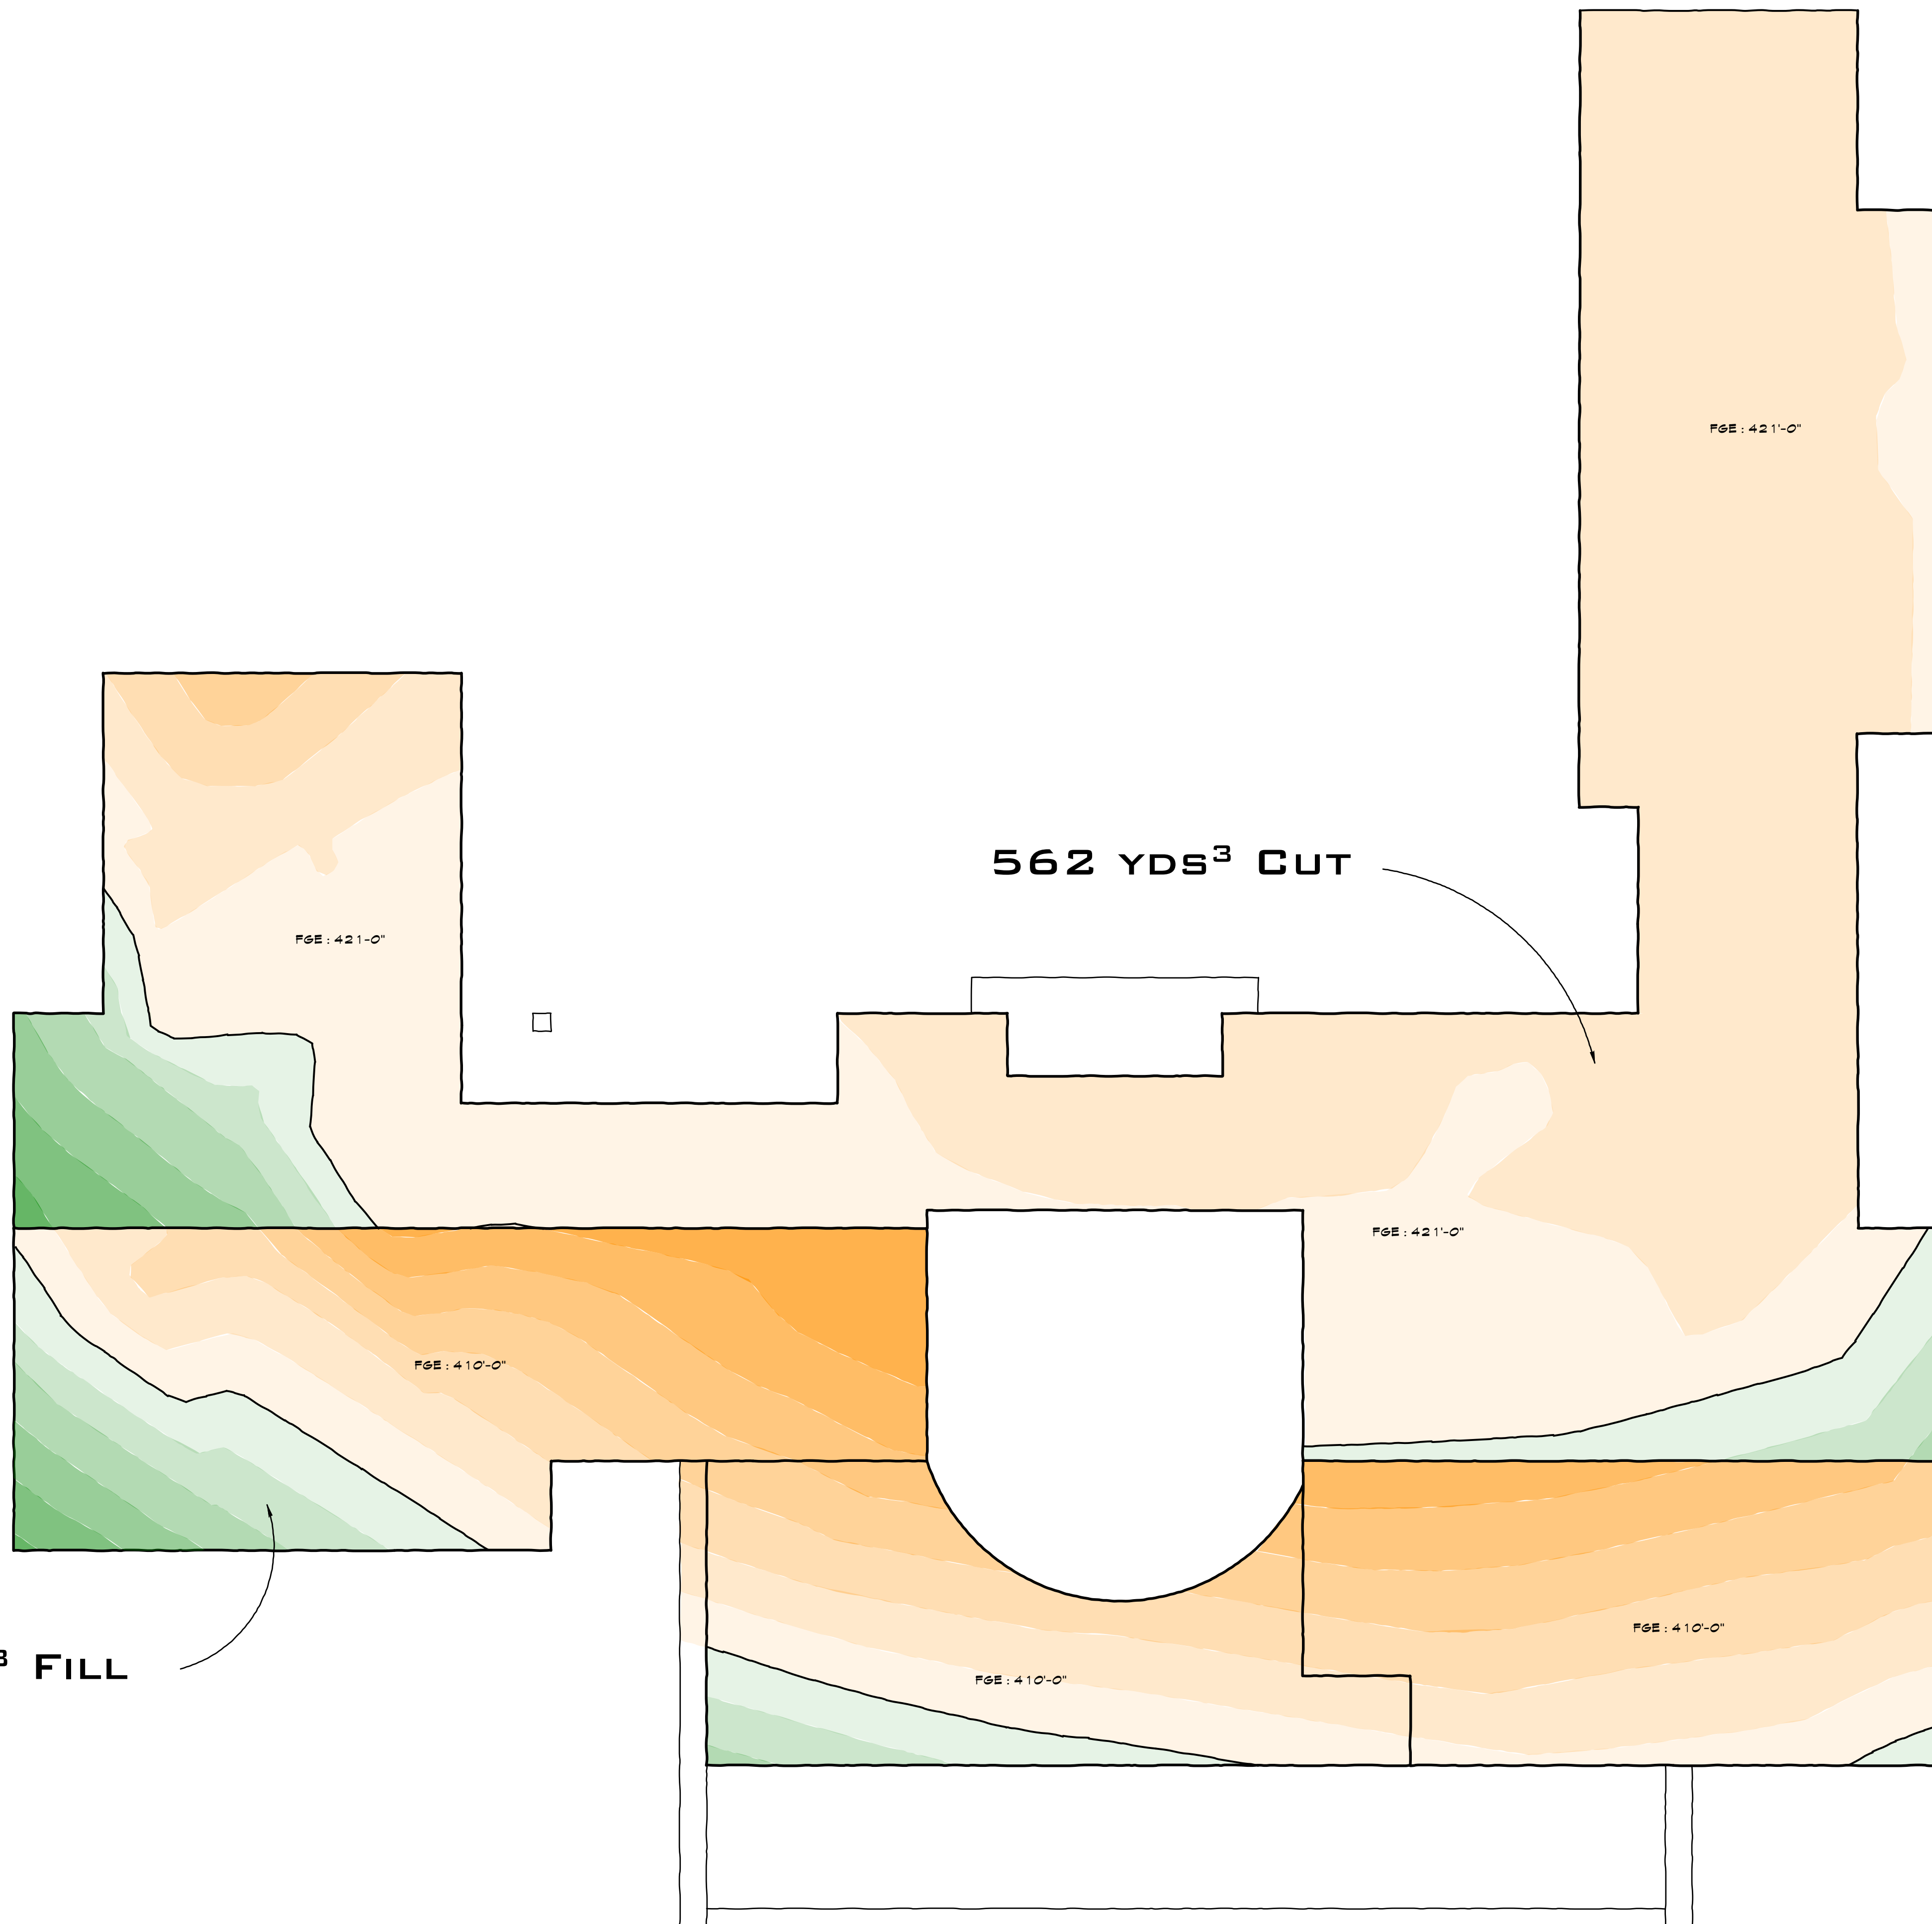 FGE : 421'-0"
562 YDS³ CUT
FGE : 421-0"
FGE : 421'-0"
FGE : 410'-0"
FGE : 410'-0"
³ FILL
FGE : 410'-0"